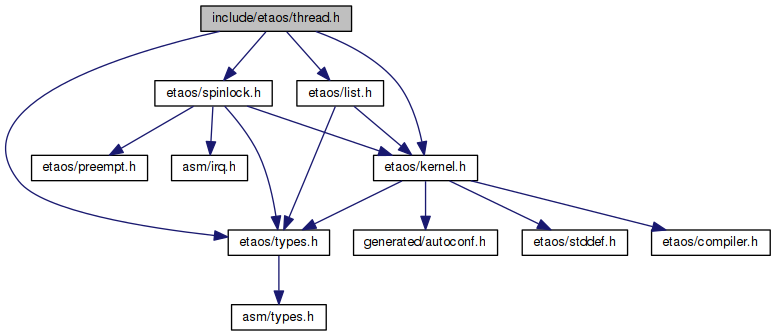 include/etaos/thread.h
etaos/spinlock.h
etaos/list.h
etaos/preempt.h
asm/irq.h
etaos/kernel.h
etaos/types.h
generated/autoconf.h
etaos/stddef.h
etaos/compiler.h
asm/types.h